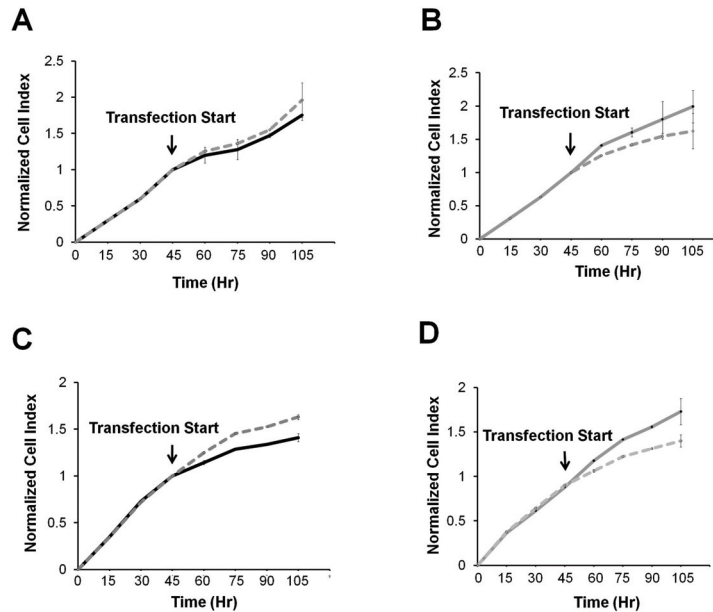 A
Normalized Cell Index
2.5
2
1.5
1
0.5
0
Transfection Start
0 15 30 45 60 75 90 105
Time (Hr)
B
Normalized Cell Index
2.5
2
1.5
1
0.5
0
Transfection Start
0 15 30 45 60 75 90 105
Time (Hr)
C
Normalized Cell Index
2
1.5
1
0.5
0
Transfection Start
0 15 30 45 60 75 90 105
Time (Hr)
D
Normalized Cell Index
2
1.5
1
0.5
0
Transfection Start
0 15 30 45 60 75 90 105
Time (Hr)